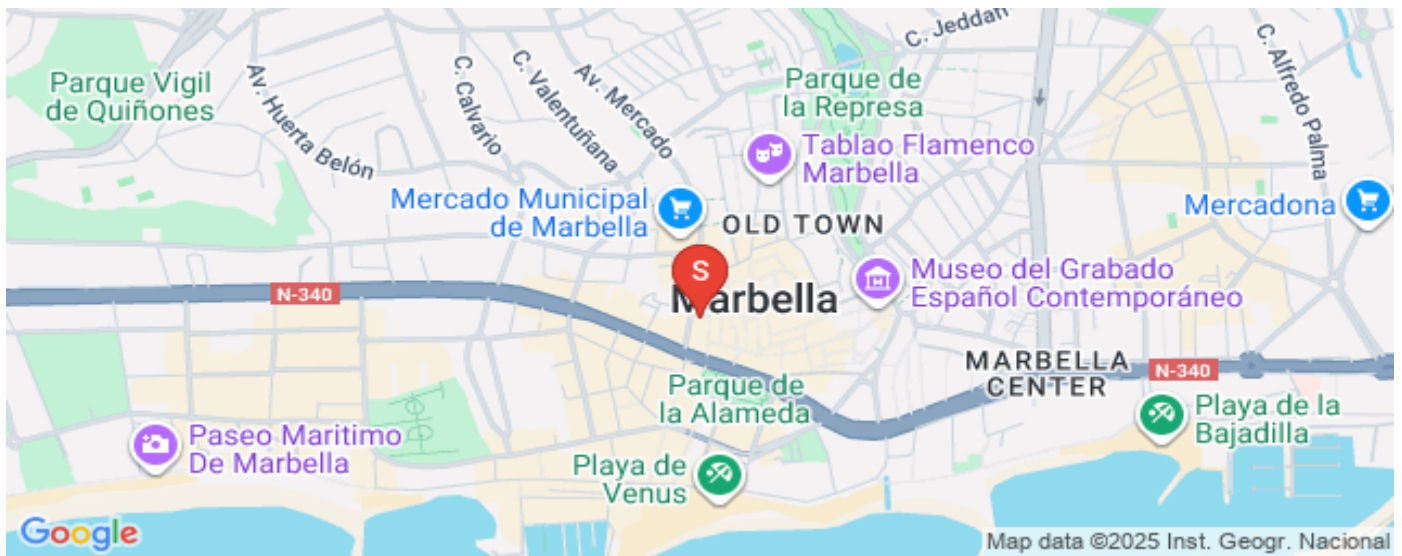 C. Jeddah
C. Alfredo Palma
Parque Vigil
de Quiñones
Av. Huerta Belón
C. Calvario
C. Valentuñana
Av. Mercado
Parque de
la Represa
Tablao Flamenco
Marbella
Mercado Municipal
de Marbella
OLD TOWN
Mercadona
S
Marbella
Museo del Grabado
Español Contemporáneo
N-340
MARBELLA
CENTER
N-340
Parque de
la Alameda
Playa de la
Bajadilla
Paseo Maritimo
De Marbella
Playa de
Venus
Google
Map data ©2025 Inst. Geogr. Nacional